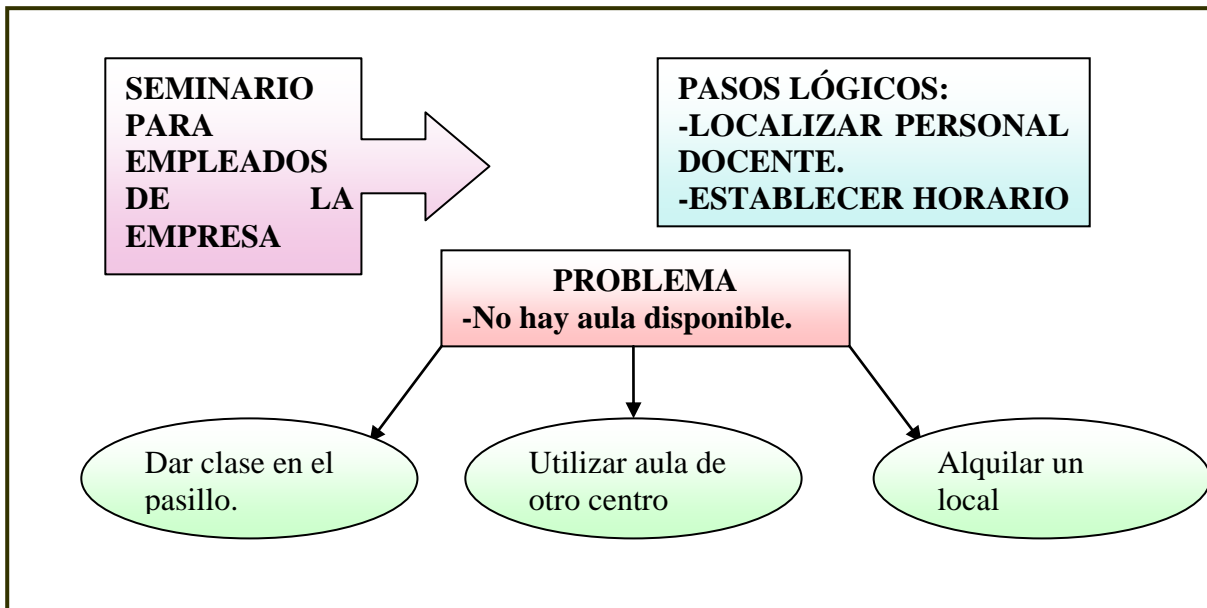 SEMINARIO
PARA
EMPLEADOS
DE LA
EMPRESA
PASOS LÓGICOS:
-LOCALIZAR PERSONAL
DOCENTE.
-ESTABLECER HORARIO
PROBLEMA
-No hay aula disponible.
Dar clase en el
pasillo.
Utilizar aula de
otro centro
Alquilar un
local